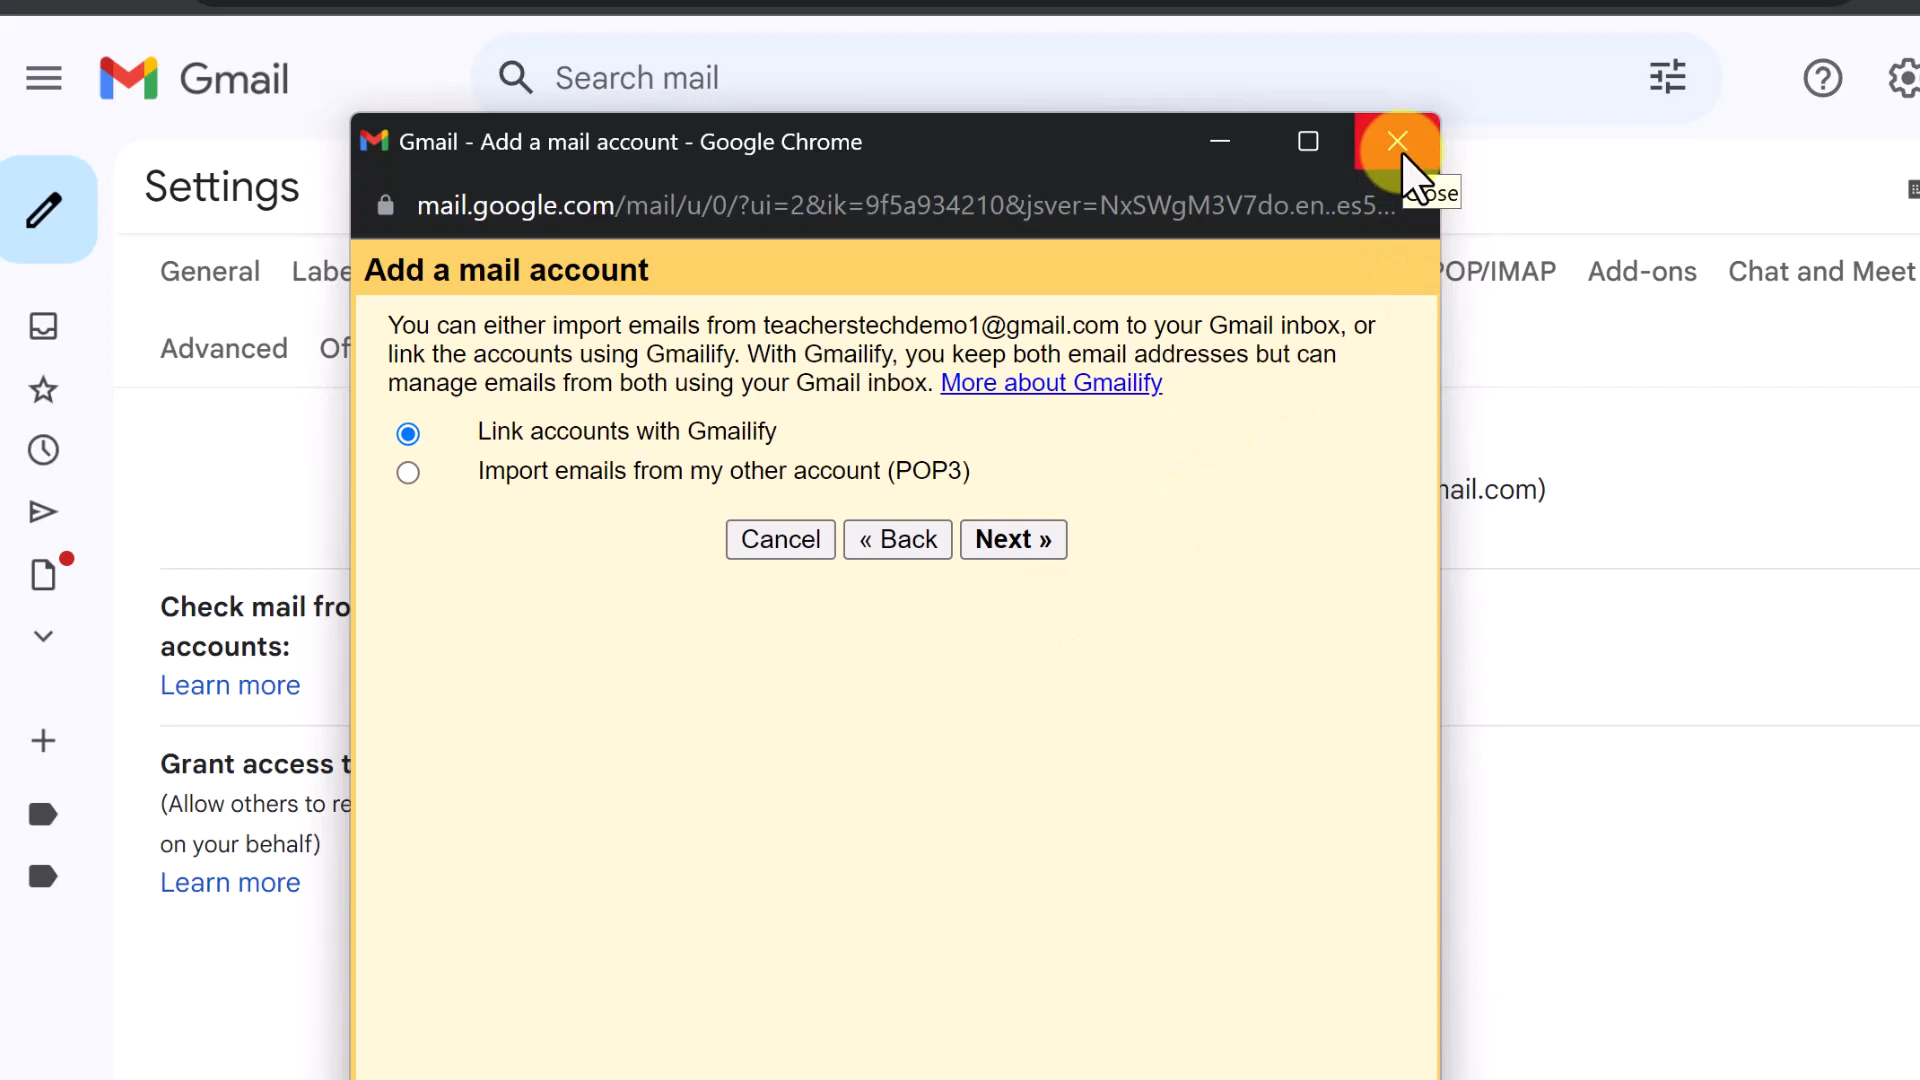 Gmail
Search mail
Gmail - Add a mail account - Google Chrome
mail.google.com/mail/u/0/?ui=2&ik=9f5a934210&jsver=NxSWgM3V7do.en..es5...
Settings
General
Add a mail account
POP/IMAP
Add-ons
Chat and Meet
You can either import emails from teacherstechdemo1@gmail.com to your Gmail inbox, or
link the accounts using Gmailify. With Gmailify, you keep both email addresses but can
manage emails from both using your Gmail inbox. More about Gmailify
Advanced
Link accounts with Gmailify
Import emails from my other account (POP3)
mail.com)
Cancel
« Back
Next »
Check mail
accounts:
Learn more
Grant access
(Allow others to
on your behalf)
Learn more